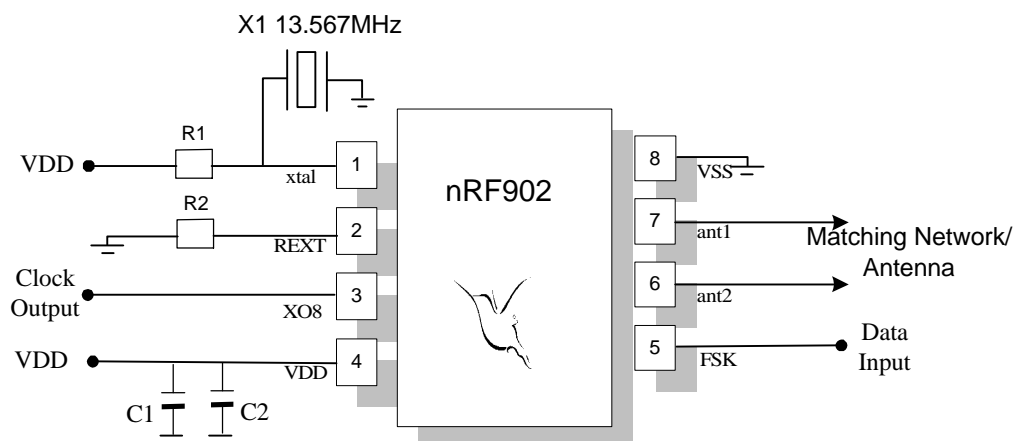 X1 13.567MHz
R1
VDD
xtal
1
R2
REXT
2
Clock
Output
XO8
3
VDD
VDD
4
C1
C2
nRF902
8
VSS
7
ant1
Matching Network/
Antenna
6
ant2
5
FSK
Data
Input